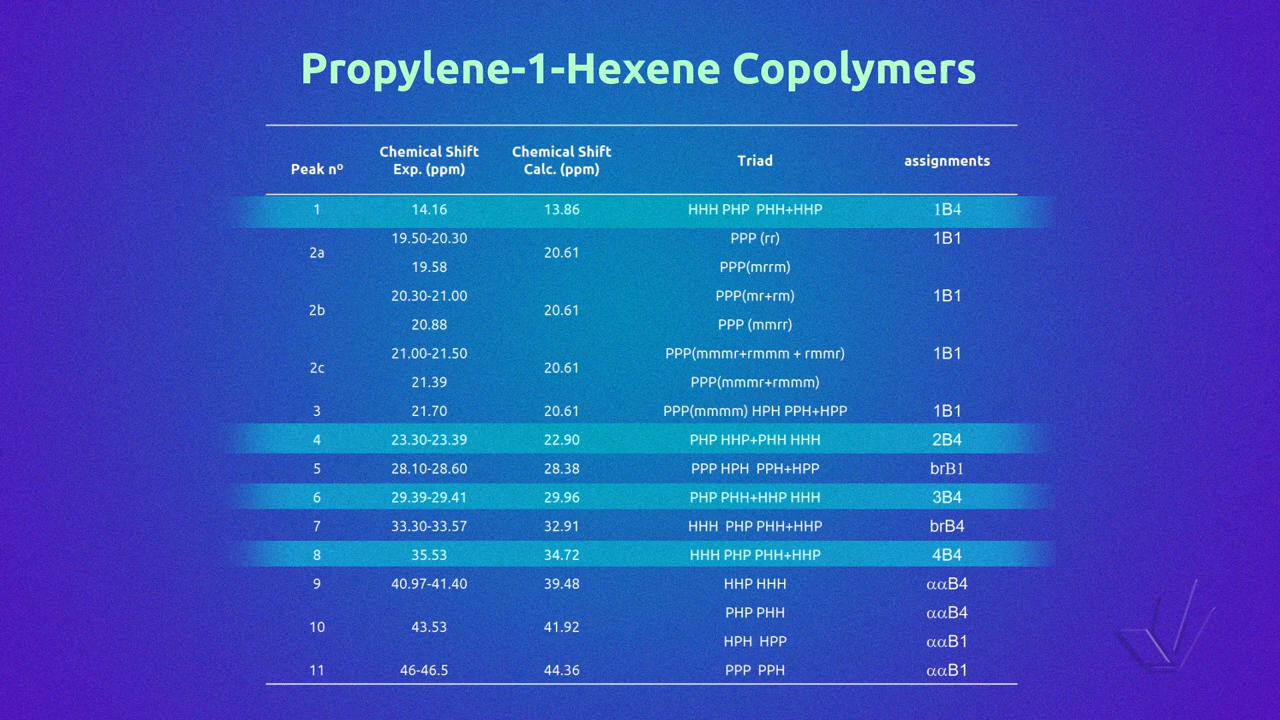 Propylene-1-Hexene Copolymers
Peak nº Chemical Shift Exp. (ppm) Chemical Shift Calc. (ppm) Triad assignments
1 14.16 13.86 HHH PHP PHH+HHP 1B4
2a 19.50-20.30 20.61 PPP (rr) 1B1
19.58 PPP(mrrm)
2b 20.30-21.00 20.61 PPP(mr+rm) 1B1
20.88 PPP (mmrr)
2c 21.00-21.50 20.61 PPP(mmmr+rmmm + rmmr) 1B1
21.39 PPP(mmmr+rmmm)
3 21.70 20.61 PPP(mmmm) HPH PPH+HPP 1B1
4 23.30-23.39 22.90 PHP HHP+PHH HHH 2B4
5 28.10-28.60 28.38 PPP HPH PPH+HPP brB1
6 29.39-29.41 29.96 PHP PHH+HHP HHH 3B4
7 33.30-33.57 32.91 HHH PHP PHH+HHP brB4
8 35.53 34.72 HHH PHP PHH+HHP 4B4
9 40.97-41.40 39.48 HHP HHH ααB4
10 43.53 41.92 PHP PHH ααB4
HPH HPP ααB1
11 46-46.5 44.36 PPP PPH ααB1